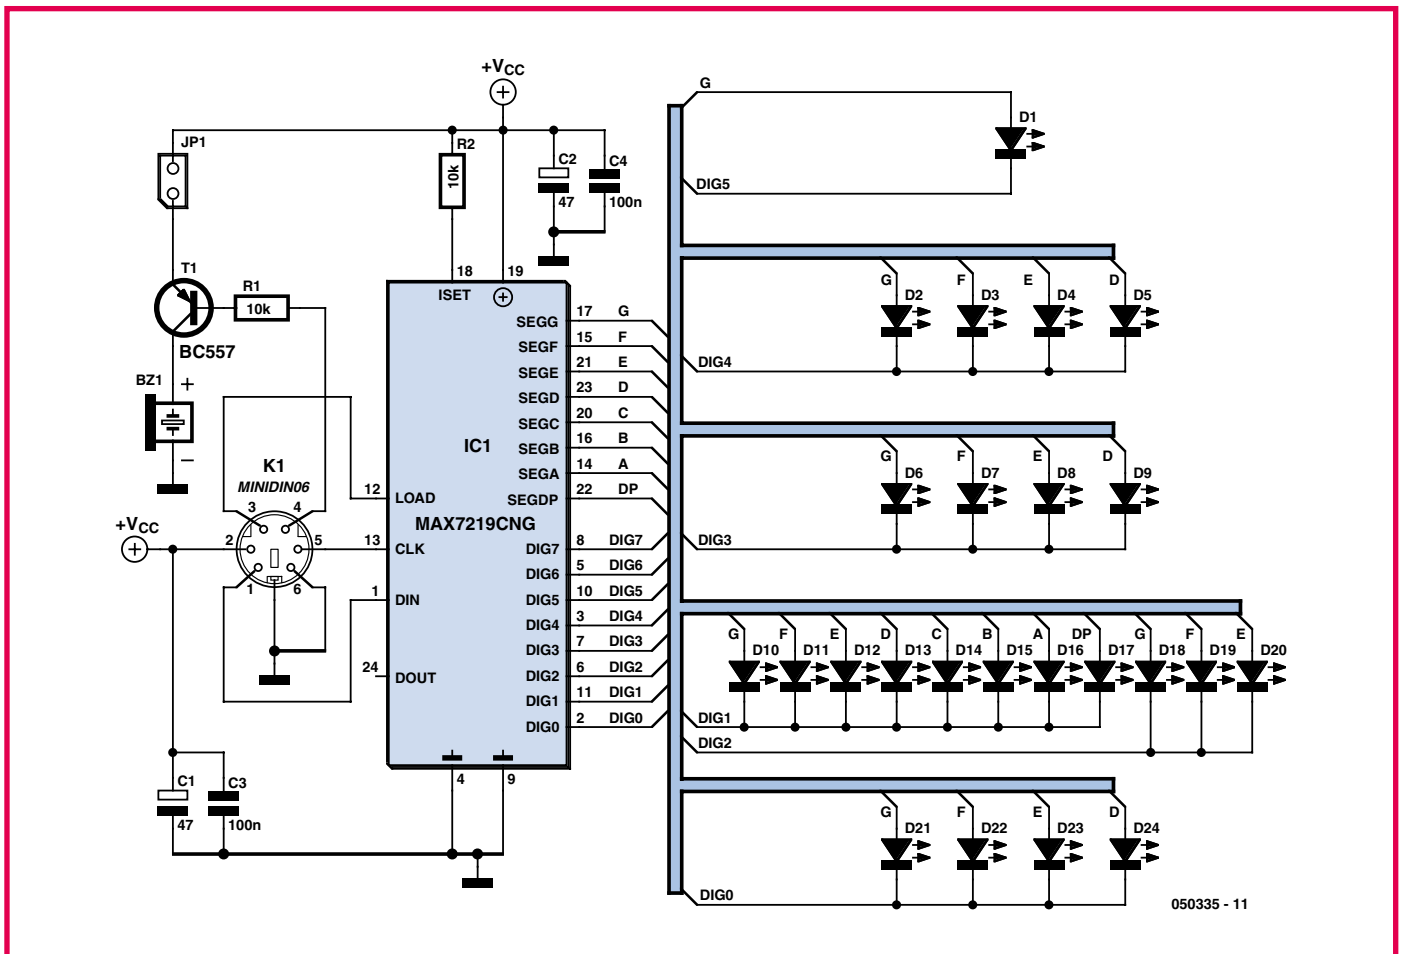 +VCC
G
D1
JP1
R2
10k
C2
C4
47
100n
DIG5
T1
R1
10k
BC557
18
19
ISET
G
F
E
D
D2
D3
D4
D5
DIG4
SEGG 17 G
SEGF 15 F
SEGE 21 E
SEGD 23 D
SEGC 20 C
SEGB 16 B
SEGA 14 A
SEGDP 22 DP
BZ1
+
–
IC1
MAX7219CNG
K1
MINIDIN06
3
4
2
5
1
6
+VCC
12 LOAD
13 CLK
1 DIN
24 DOUT
DIG7 8 DIG7
DIG6 5 DIG6
DIG5 10 DIG5
DIG4 3 DIG4
DIG3 7 DIG3
DIG2 6 DIG2
DIG1 11 DIG1
DIG0 2 DIG0
4
9
G
F
E
D
D6
D7
D8
D9
DIG3
G
F
E
D
C
B
A
DP
G
F
E
D10
D11
D12
D13
D14
D15
D16
D17
D18
D19
D20
DIG1
DIG2
C1
C3
47
100n
G
F
E
D
D21
D22
D23
D24
DIG0
050335 - 11